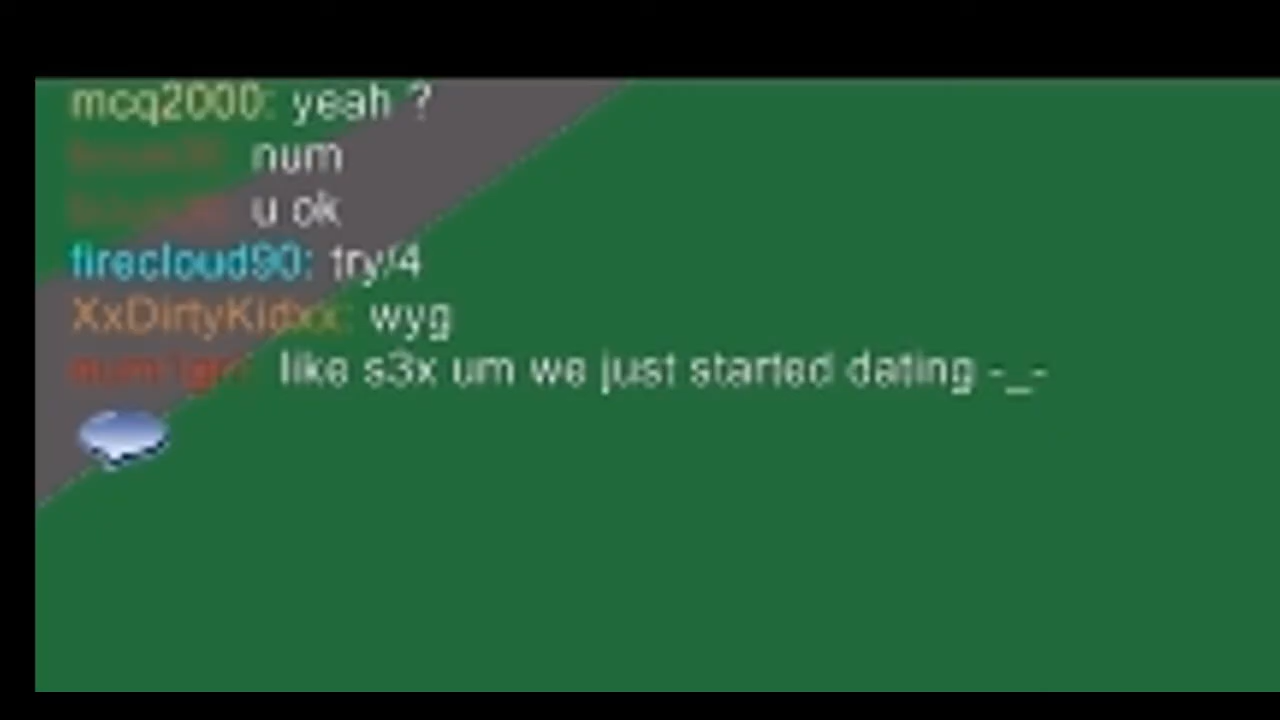 mcq2000: yeah ?
num
u ok
firecloud90: try/4
XxDirtyKidxx: wyg
like s3x um we just started dating -_-